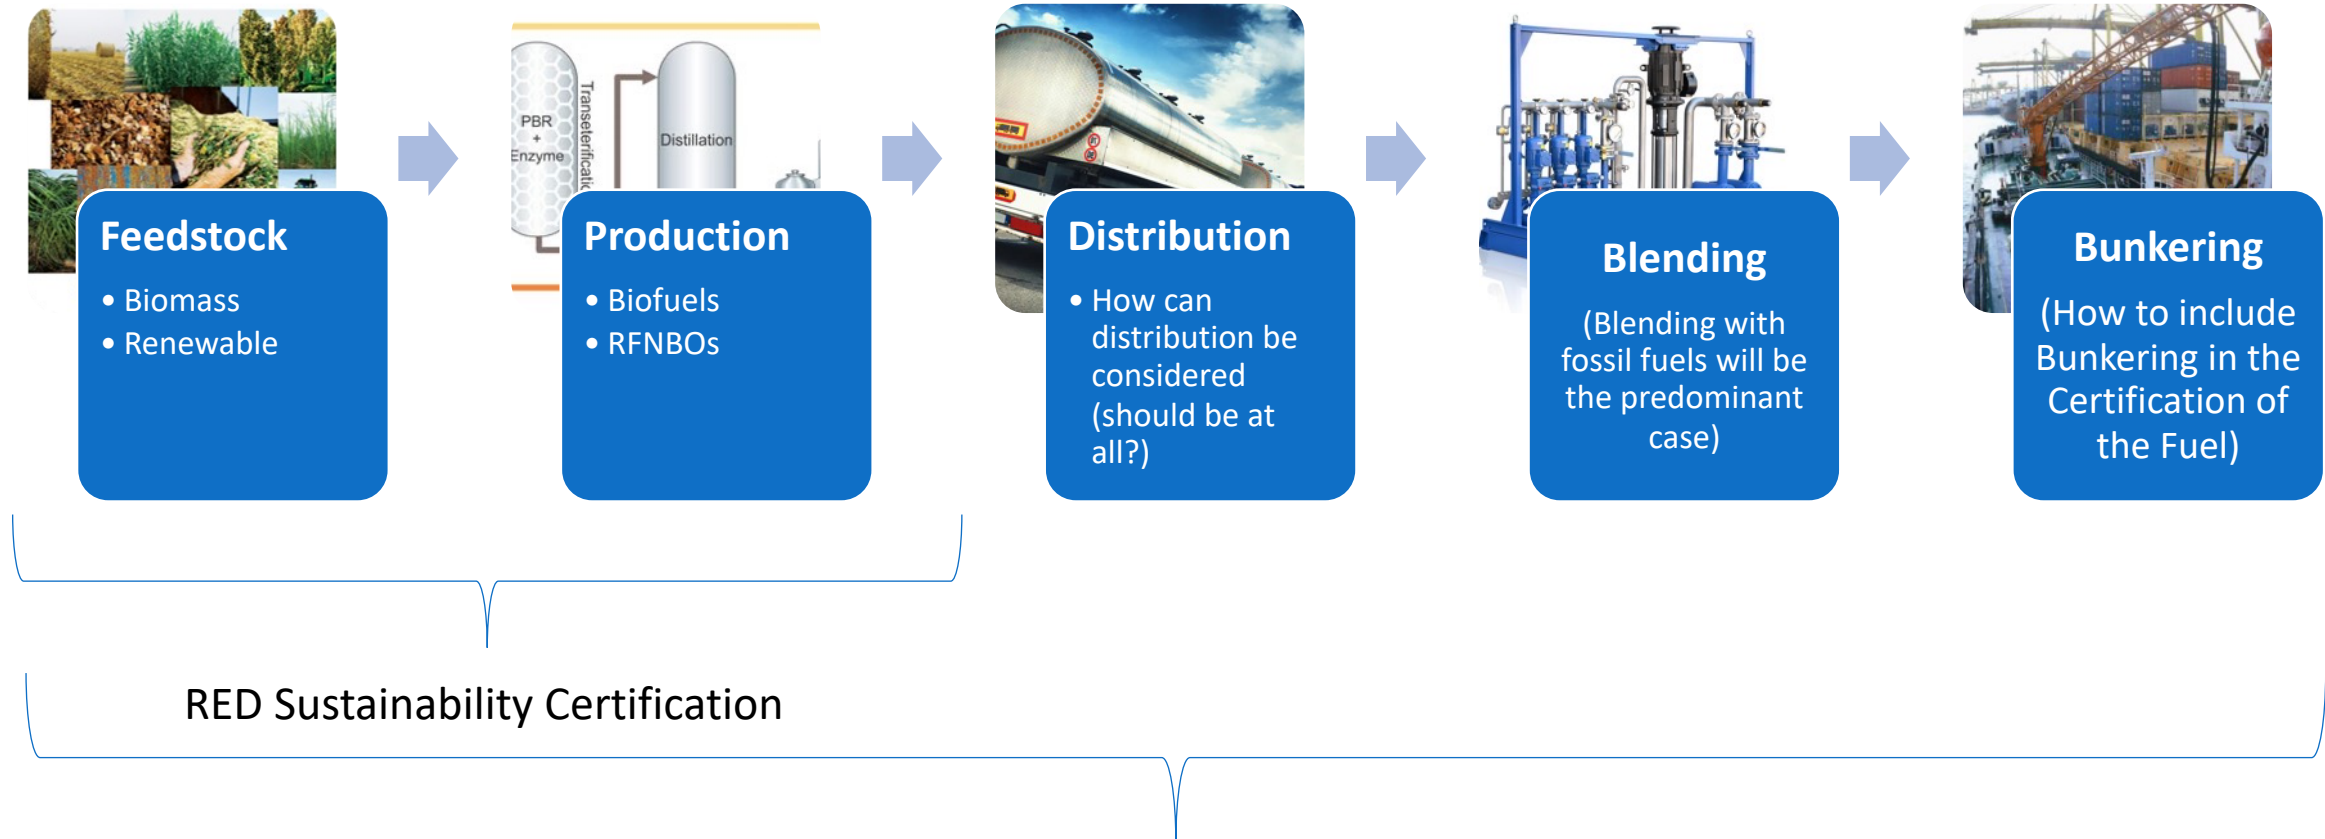 PBR
+
Enzyme
Transeterificatio
Distillation
Feedstock
• Biomass
• Renewable
Production
• Biofuels
• RFNBOs
Distribution
• How can
distribution be
considered
(should be at
all?)
Blending
(Blending with
fossil fuels will be
the predominant
case)
Bunkering
(How to include
Bunkering in the
Certification of
the Fuel)
RED Sustainability Certification